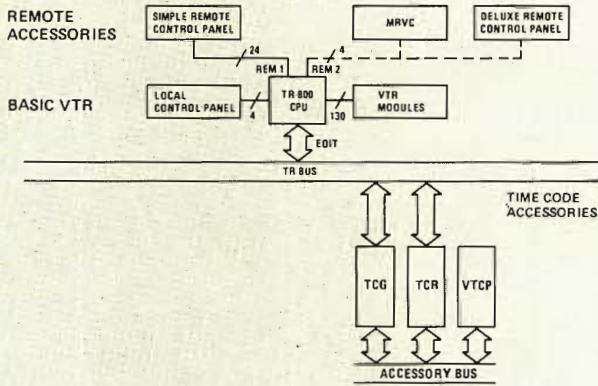 REMOTE
ACCESSORIES
SIMPLE REMOTE
CONTROL PANEL
MRVC
DELUXE REMOTE
CONTROL PANEL
24
4
REM 1
REM 2
BASIC VTR
LOCAL
CONTROL PANEL
4
TR-800
CPU
130
VTR
MODULES
EDIT
TR BUS
TIME CODE
ACCESSORIES
TCG
TCR
VTCP
ACCESSORY BUS